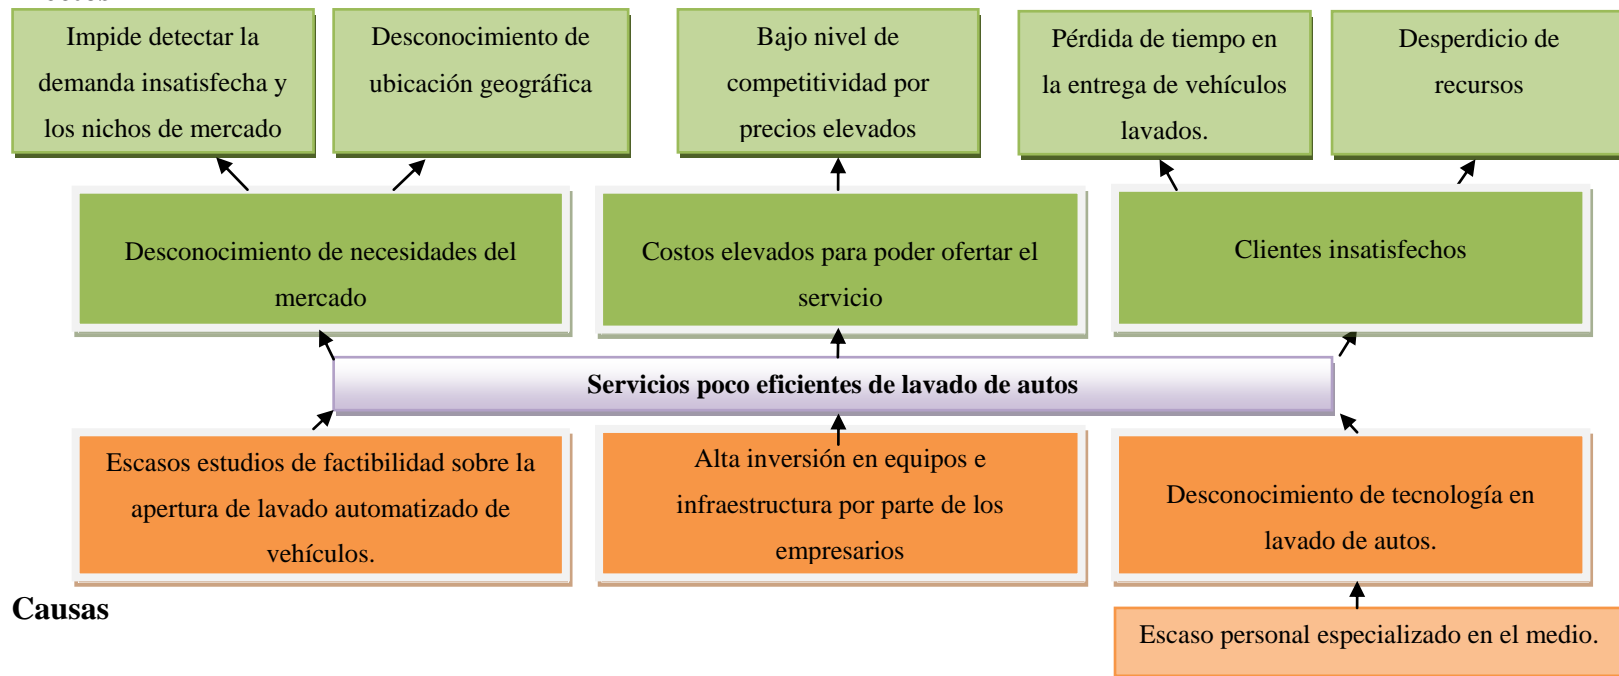 Impide detectar la
demanda insatisfecha y
los nichos de mercado
Desconocimiento de
ubicación geográfica
Bajo nivel de
competitividad por
precios elevados
Pérdida de tiempo en
la entrega de vehículos
lavados.
Desperdicio de
recursos
Desconocimiento de necesidades del
mercado
Costos elevados para poder ofertar el
servicio
Clientes insatisfechos
Servicios poco eficientes de lavado de autos
Escasos estudios de factibilidad sobre la
apertura de lavado automatizado de
vehículos.
Alta inversión en equipos e
infraestructura por parte de los
empresarios
Desconocimiento de tecnología en
lavado de autos.
Causas
Escaso personal especializado en el medio.